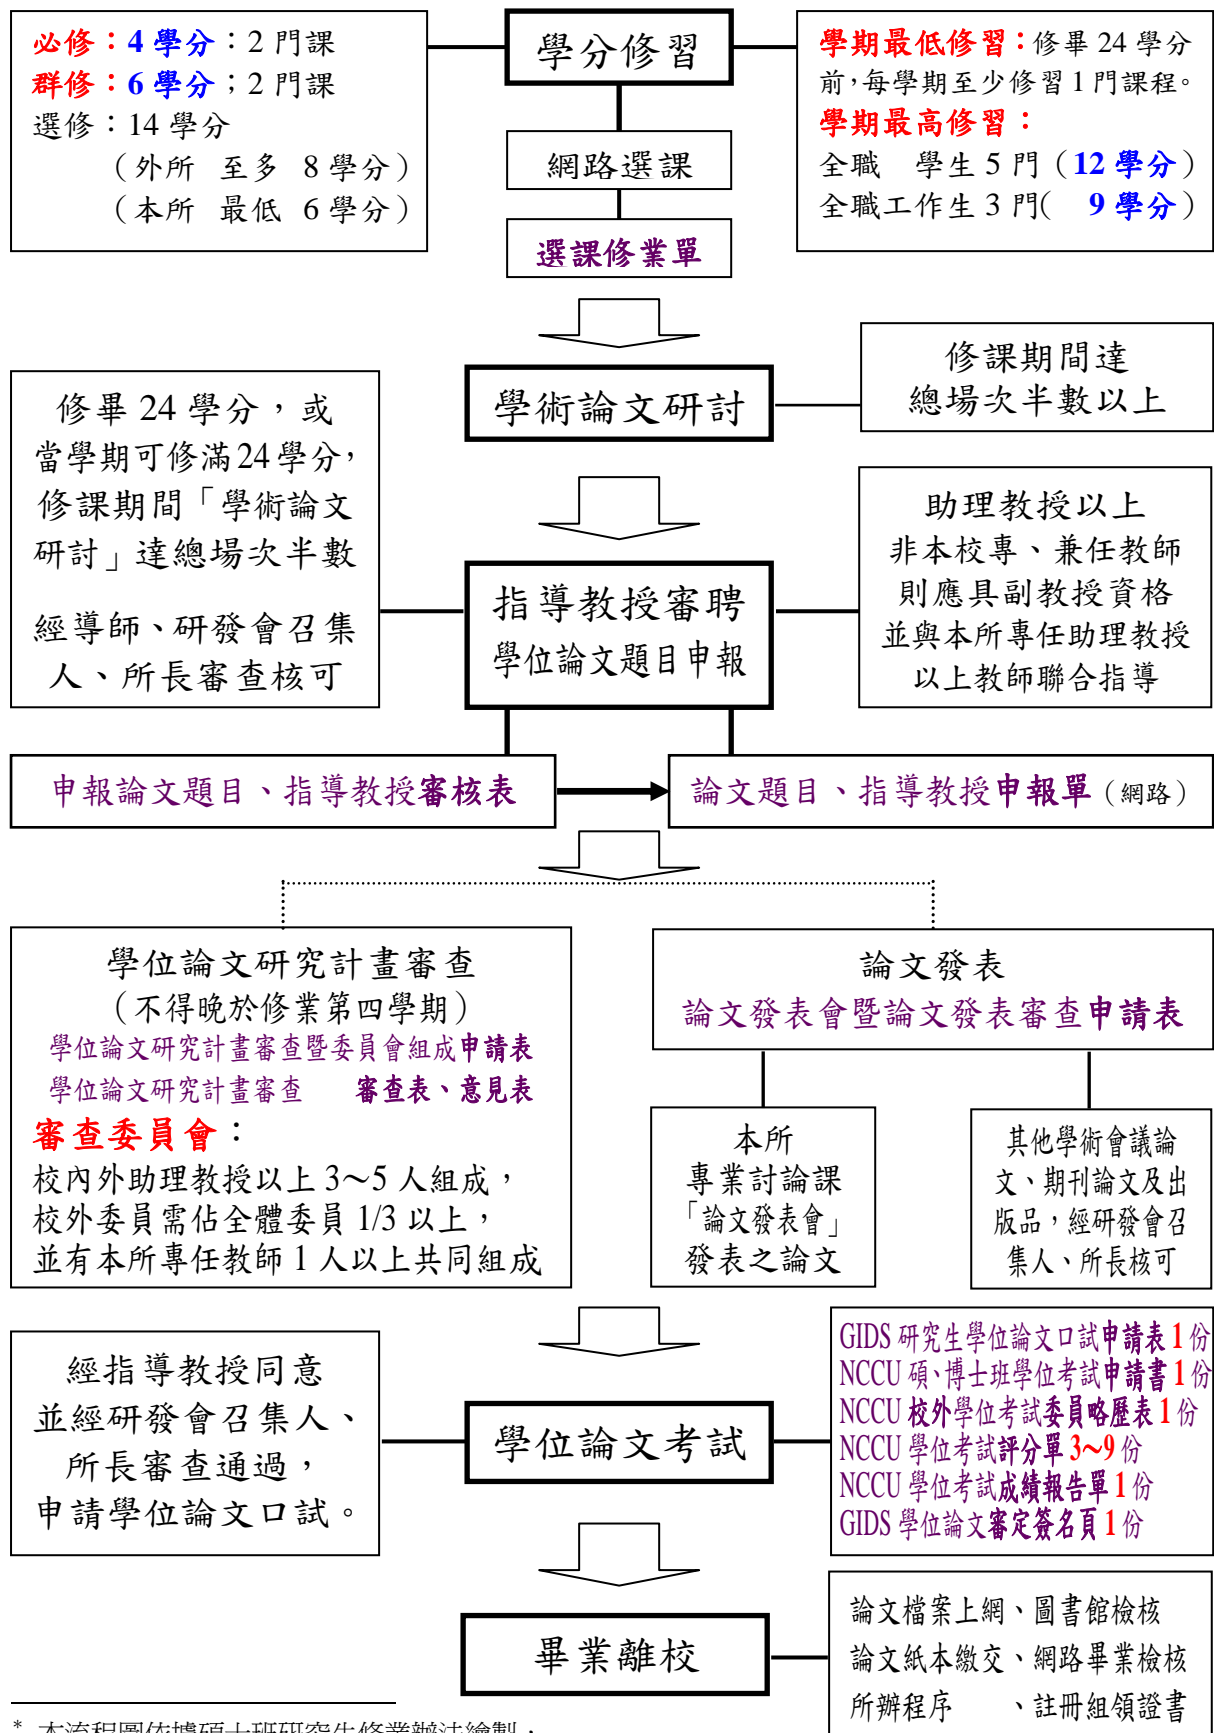 必修：4 學分：2 門課
群修：6 學分；2 門課
選修：14 學分
（外所 至多 8 學分）
（本所 最低 6 學分）
學分修習
網路選課
選課修業單
學期最低修習：修畢 24 學分
前，每學期至少修習 1 門課程。
學期最高修習：
全職 學生 5 門（12 學分）
全職工作生 3 門( 9 學分）
學術論文研討
修課期間達
總場次半數以上
修畢 24 學分，或
當學期可修滿 24 學分，
修課期間「學術論文
研討」達總場次半數
經導師、研發會召集
人、所長審查核可
指導教授審聘
學位論文題目申報
助理教授以上
非本校專、兼任教師
則應具副教授資格
並與本所專任助理教授
以上教師聯合指導
申報論文題目、指導教授審核表
論文題目、指導教授申報單（網路）
學位論文研究計畫審查
（不得晚於修業第四學期）
學位論文研究計畫審查暨委員會組成申請表
學位論文研究計畫審查 審查表、意見表
審查委員會：
校內外助理教授以上 3～5 人組成，
校外委員需佔全體委員 1/3 以上，
並有本所專任教師 1 人以上共同組成
論文發表
論文發表會暨論文發表審查申請表
本所
專業討論課
「論文發表會」
發表之論文
其他學術會議論
文、期刊論文及出
版品，經研發會召
集人、所長核可
經指導教授同意
並經研發會召集人、
所長審查通過，
申請學位論文口試。
學位論文考試
GIDS 研究生學位論文口試申請表 1 份
NCCU 碩、博士班學位考試申請書 1 份
NCCU 校外學位考試委員略歷表 1 份
NCCU 學位考試評分單 3～9 份
NCCU 學位考試成績報告單 1 份
GIDS 學位論文審定簽名頁 1 份
畢業離校
論文檔案上網、圖書館檢核
論文紙本繳交、網路畢業檢核
所辦程序 、註冊組領證書
* 本流程圖依據碩士班研究生修業辦法繪製，